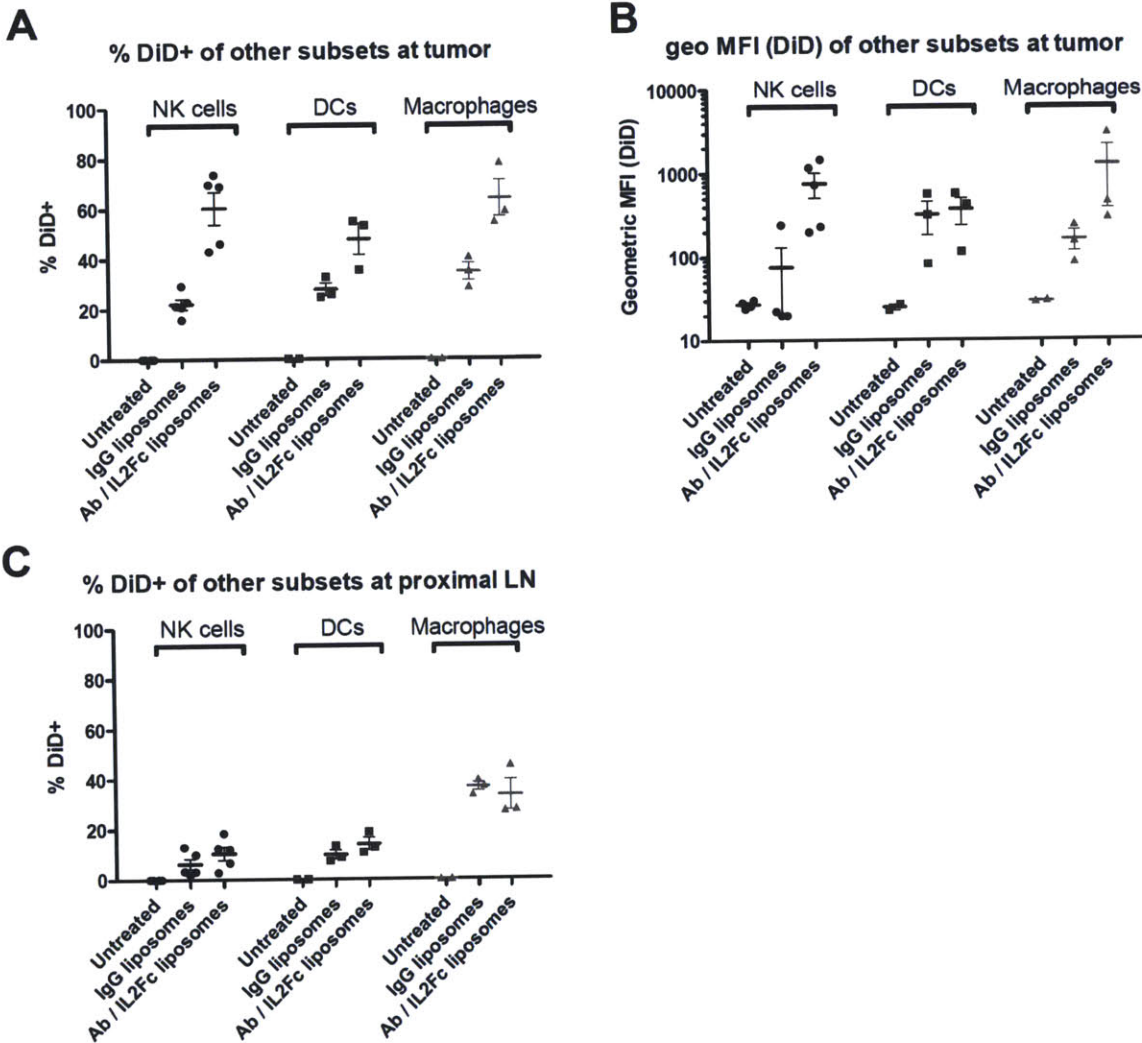 A
% DiD+ of other subsets at tumor
NK cells
DCs
Macrophages
100
80
60
40
20
0
% DiD+
Untreated
IgG liposomes
Ab / IL2Fc liposomes
Untreated
IgG liposomes
Ab / IL2Fc liposomes
Untreated
IgG liposomes
Ab / IL2Fc liposomes
B
geo MFI (DiD) of other subsets at tumor
NK cells
DCs
Macrophages
10000
1000
100
10
Geometric MFI (DiD)
Untreated
IgG liposomes
Ab / IL2Fc liposomes
Untreated
IgG liposomes
Ab / IL2Fc liposomes
Untreated
IgG liposomes
Ab / IL2Fc liposomes
C
% DiD+ of other subsets at proximal LN
NK cells
DCs
Macrophages
100
80
60
40
20
0
% DiD+
Untreated
IgG liposomes
Ab / IL2Fc liposomes
Untreated
IgG liposomes
Ab / IL2Fc liposomes
Untreated
IgG liposomes
Ab / IL2Fc liposomes